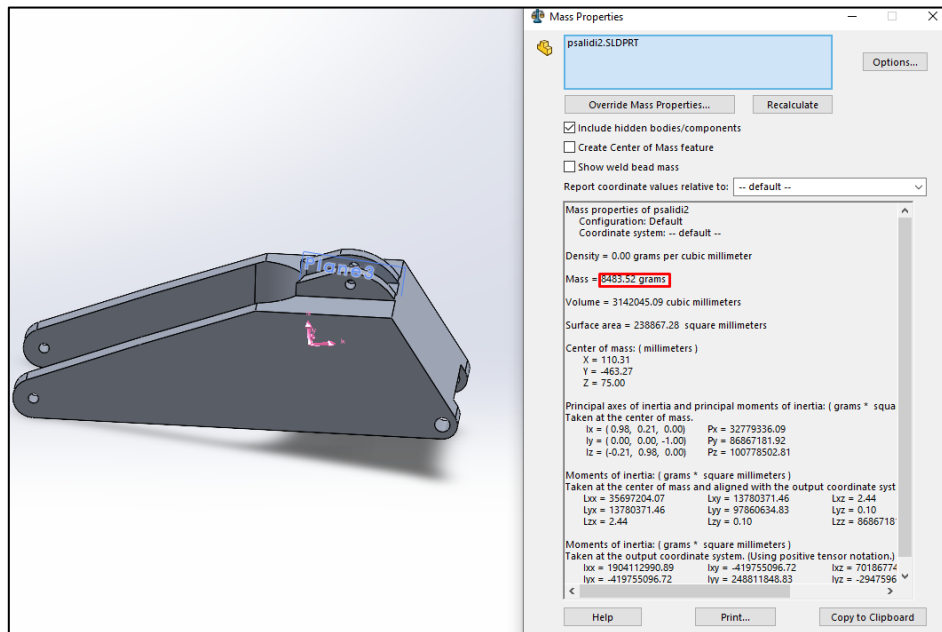 Mass Properties
psalidi2.SLDPRT
Options...
Override Mass Properties...
Recalculate
Include hidden bodies/components
Create Center of Mass feature
Show weld bead mass
Report coordinate values relative to:
-- default --
Mass properties of psalidi2
Configuration: Default
Coordinate system: -- default --
Density = 0.00 grams per cubic millimeter
Mass = 8483.52 grams
Volume = 3142045.09 cubic millimeters
Surface area = 238867.28 square millimeters
Center of mass: ( millimeters )
X = 110.31
Y = -463.27
Z = 75.00
Principal axes of inertia and principal moments of inertia: ( grams * squa
Taken at the center of mass.
Ix = ( 0.98, 0.21, 0.00) Px = 32779336.09
Iy = ( 0.00, 0.00, -1.00) Py = 86867181.92
Iz = (-0.21, 0.98, 0.00) Pz = 100778502.81
Moments of inertia: ( grams * square millimeters )
Taken at the center of mass and aligned with the output coordinate syst
Lxx = 35697204.07 Lxy = 13780371.46 Lxz = 2.44
Lyx = 13780371.46 Lyy = 97860634.83 Lyz = 0.10
Lzx = 2.44 Lzy = 0.10 Lzz = 8686718
Moments of inertia: ( grams * square millimeters )
Taken at the output coordinate system. (Using positive tensor notation.)
Ixx = 1904112990.89 Ixy = -419755096.72 Ixz = 70186774
Iyx = -419755096.72 Iyy = 248811848.83 Iyz = -2947596
Help
Print...
Copy to Clipboard
Plane3